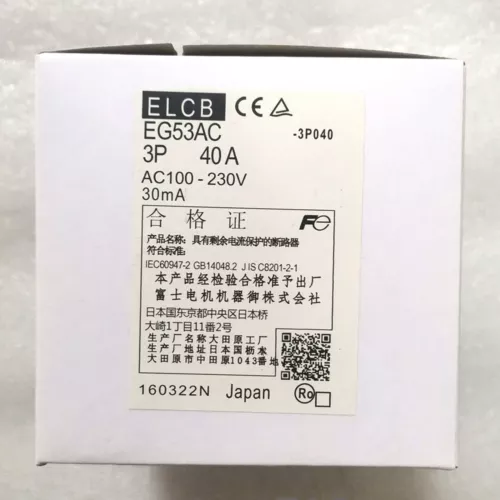 ELCB CE
EG53AC -3P040
3P 40A
AC100-230V
30mA
合格证 Fe
产品名称: 具有剩余电流保护的断路器
符合标准:
IEC60947-2 GB14048.2 JIS C8201-2-1
本产品经检验合格准予出厂
富士电机机器御株式会社
日本国东京都中央区日本桥
大崎1丁目11番2号
生产厂厂名大田原工厂
生产厂地址日本国栃木
大田原市中田原1043番地
160322N Japan Ro